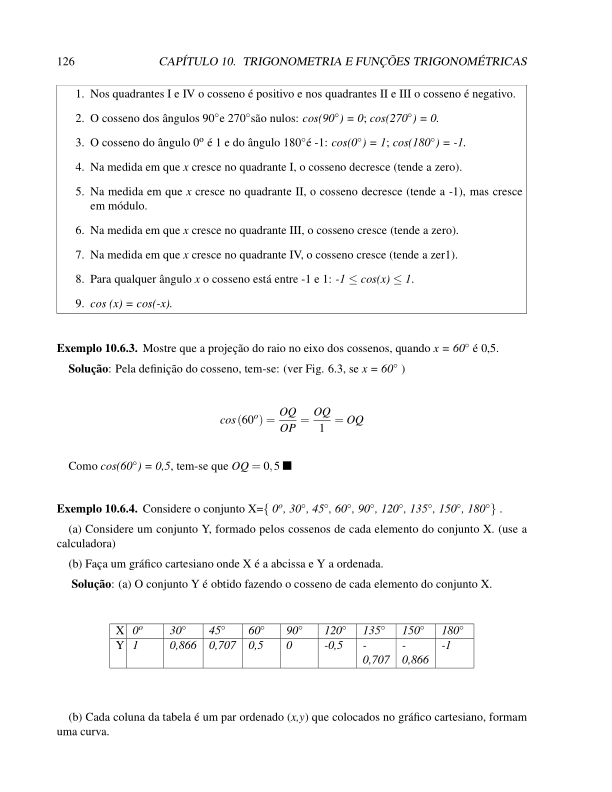 126 CAPÍTULO 10. TRIGONOMETRIA E FUNÇÕES TRIGONOMÉTRICAS
1. Nos quadrantes I e IV o cosseno é positivo e nos quadrantes II e III o cosseno é negativo.
2. O cosseno dos ângulos 90°e 270°são nulos: cos(90°) = 0; cos(270°) = 0.
3. O cosseno do ângulo 0º é 1 e do ângulo 180°é -1: cos(0°) = 1; cos(180°) = -1.
4. Na medida em que x cresce no quadrante I, o cosseno decresce (tende a zero).
5. Na medida em que x cresce no quadrante II, o cosseno decresce (tende a -1), mas cresce
em módulo.
6. Na medida em que x cresce no quadrante III, o cosseno cresce (tende a zero).
7. Na medida em que x cresce no quadrante IV, o cosseno cresce (tende a zer1).
8. Para qualquer ângulo x o cosseno está entre -1 e 1: -1 ≤ cos(x) ≤ 1.
9. cos (x) = cos(-x).
Exemplo 10.6.3. Mostre que a projeção do raio no eixo dos cossenos, quando x = 60° é 0,5.
Solução: Pela definição do cosseno, tem-se: (ver Fig. 6.3, se x = 60° )
cos (60º) = OQ/OP = OQ/1 = OQ
Como cos(60°) = 0,5, tem-se que OQ = 0,5 ■
Exemplo 10.6.4. Considere o conjunto X={ 0º, 30°, 45°, 60°, 90°, 120°, 135°, 150°, 180°} .
(a) Considere um conjunto Y, formado pelos cossenos de cada elemento do conjunto X. (use a
calculadora)
(b) Faça um gráfico cartesiano onde X é a abcissa e Y a ordenada.
Solução: (a) O conjunto Y é obtido fazendo o cosseno de cada elemento do conjunto X.
X 0º 30° 45° 60° 90° 120° 135° 150° 180°
Y 1 0,866 0,707 0,5 0 -0,5 - - -1
0,707 0,866
(b) Cada coluna da tabela é um par ordenado (x,y) que colocados no gráfico cartesiano, formam
uma curva.